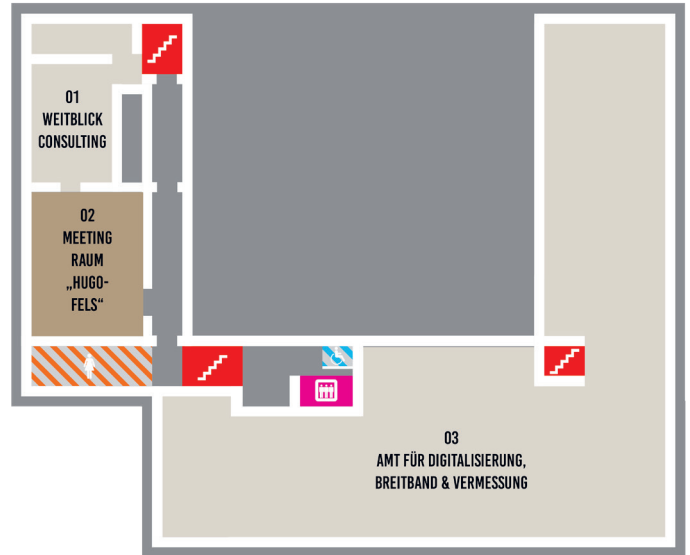 01
WEITBLICK
CONSULTING
02
MEETING
RAUM
„HUGO-
FELS“
03
AMT FÜR DIGITALISIERUNG,
BREITBAND & VERMESSUNG